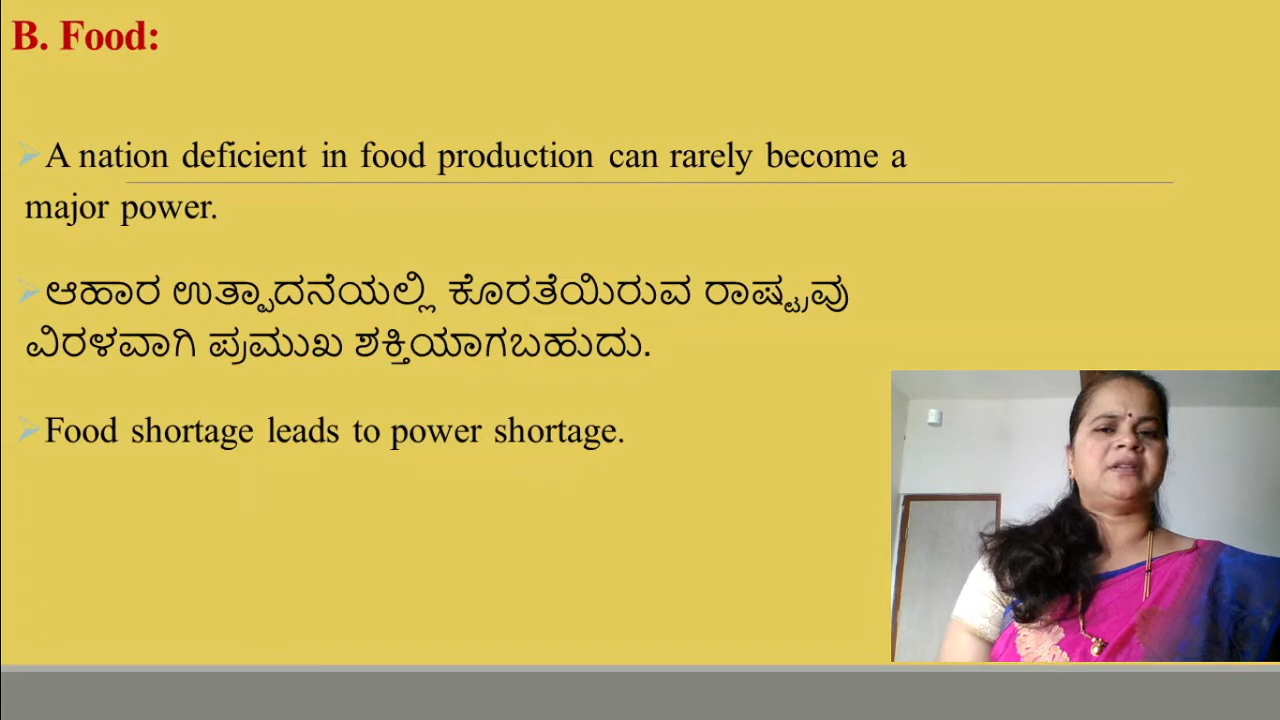 B. Food:
A nation deficient in food production can rarely become a
major power.
ಆಹಾರ ಉತ್ಪಾದನೆಯಲ್ಲಿ ಕೊರತೆಯಿರುವ ರಾಷ್ಟ್ರವು
ವಿರಳವಾಗಿ ಪ್ರಮುಖ ಶಕ್ತಿಯಾಗಬಹುದು.
Food shortage leads to power shortage.